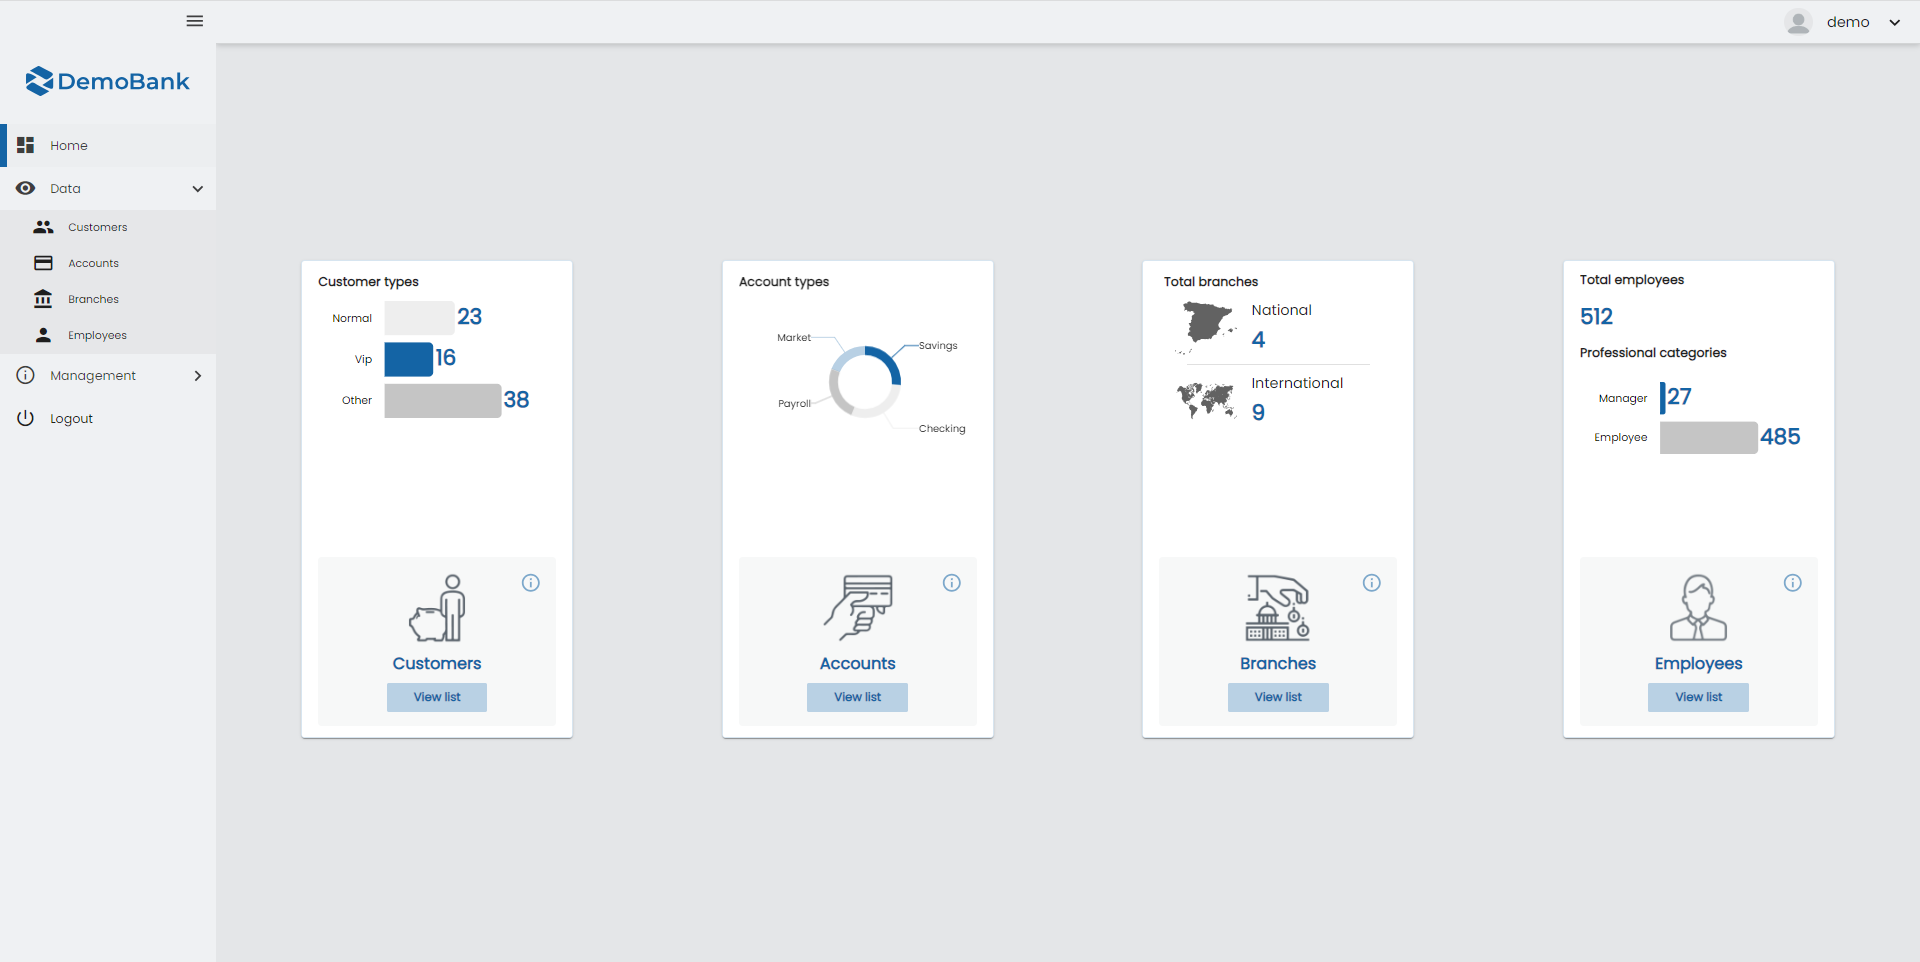 demo
DemoBank
Home
Data
Customers
Accounts
Branches
Employees
Management
Logout
Customer types
Normal 23
Vip 16
Other 38
Customers
View list
Account types
Market
Savings
Payroll
Checking
Accounts
View list
Total branches
National
4
International
9
Branches
View list
Total employees
512
Professional categories
Manager 27
Employee 485
Employees
View list